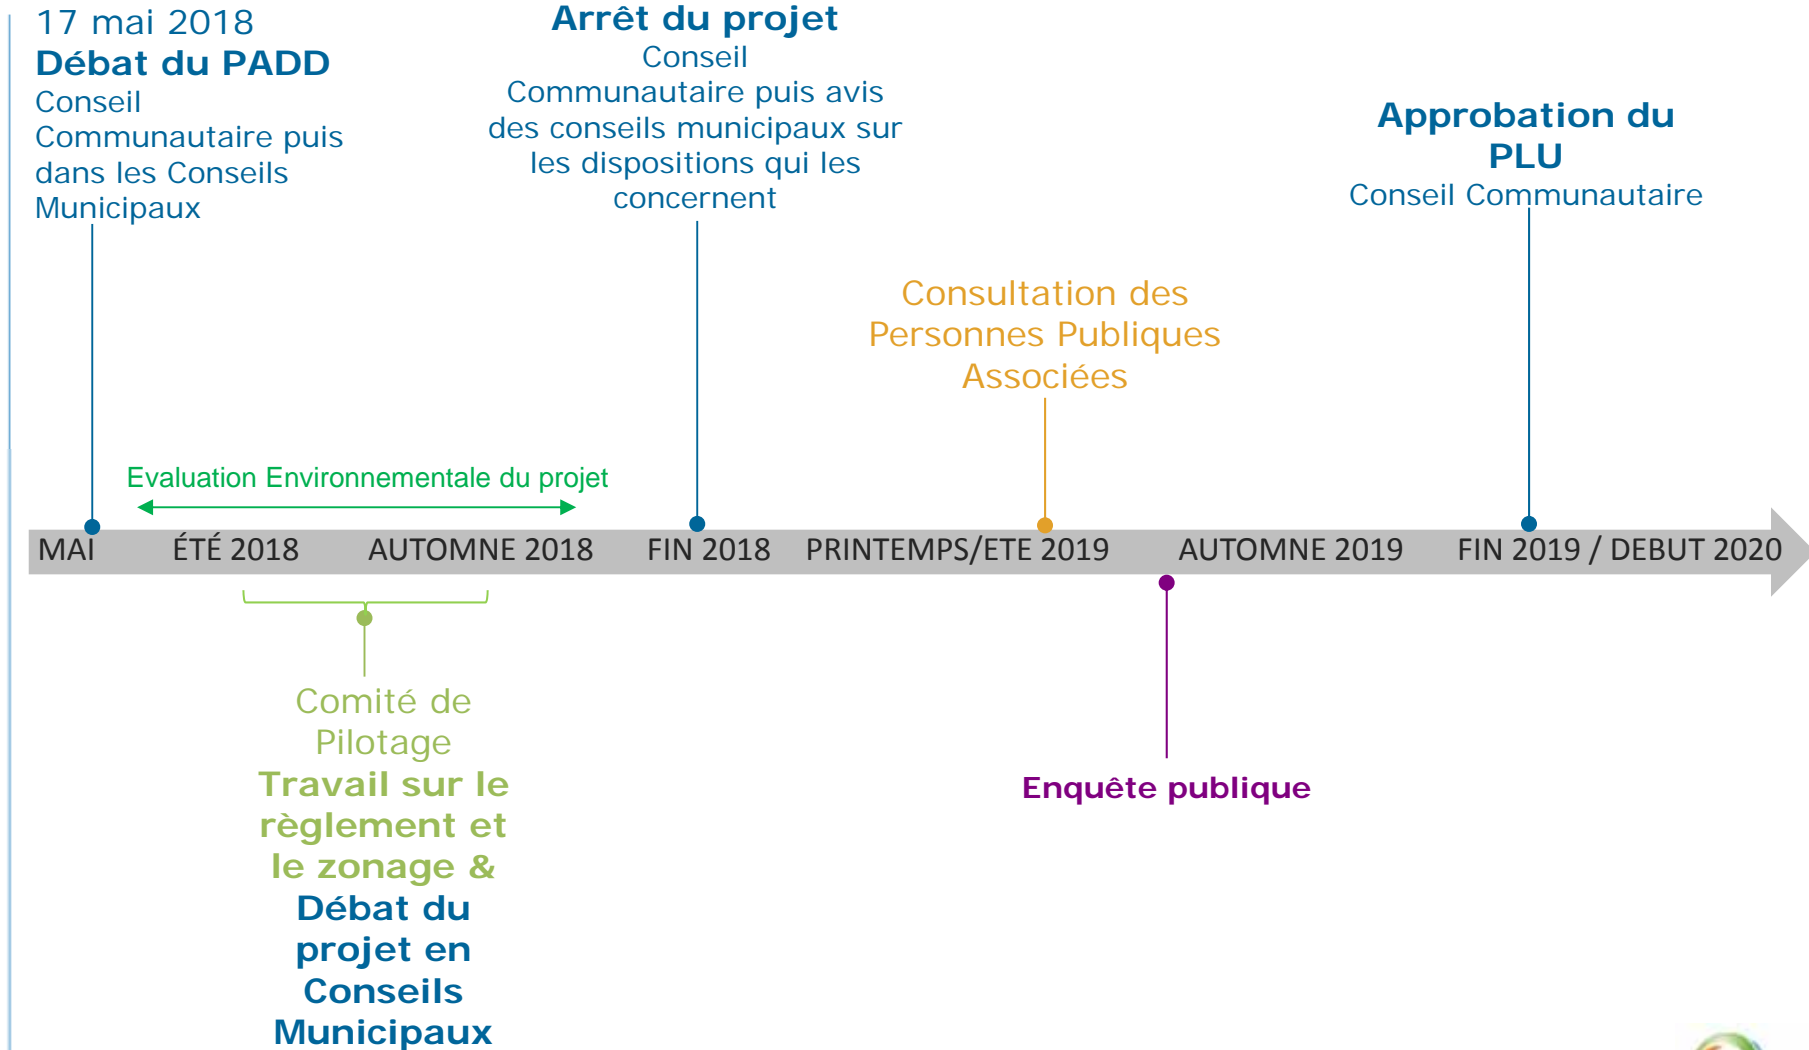 17 mai 2018
Débat du PADD
Conseil
Communautaire puis
dans les Conseils
Municipaux
Arrêt du projet
Conseil
Communautaire puis avis
des conseils municipaux sur
les dispositions qui les
concernent
Approbation du
PLU
Conseil Communautaire
Consultation des
Personnes Publiques
Associées
Evaluation Environnementale du projet
MAI ÉTÉ 2018 AUTOMNE 2018 FIN 2018 PRINTEMPS/ETE 2019 AUTOMNE 2019 FIN 2019 / DEBUT 2020
Comité de
Pilotage
Travail sur le
règlement et
le zonage &
Débat du
projet en
Conseils
Municipaux
Enquête publique